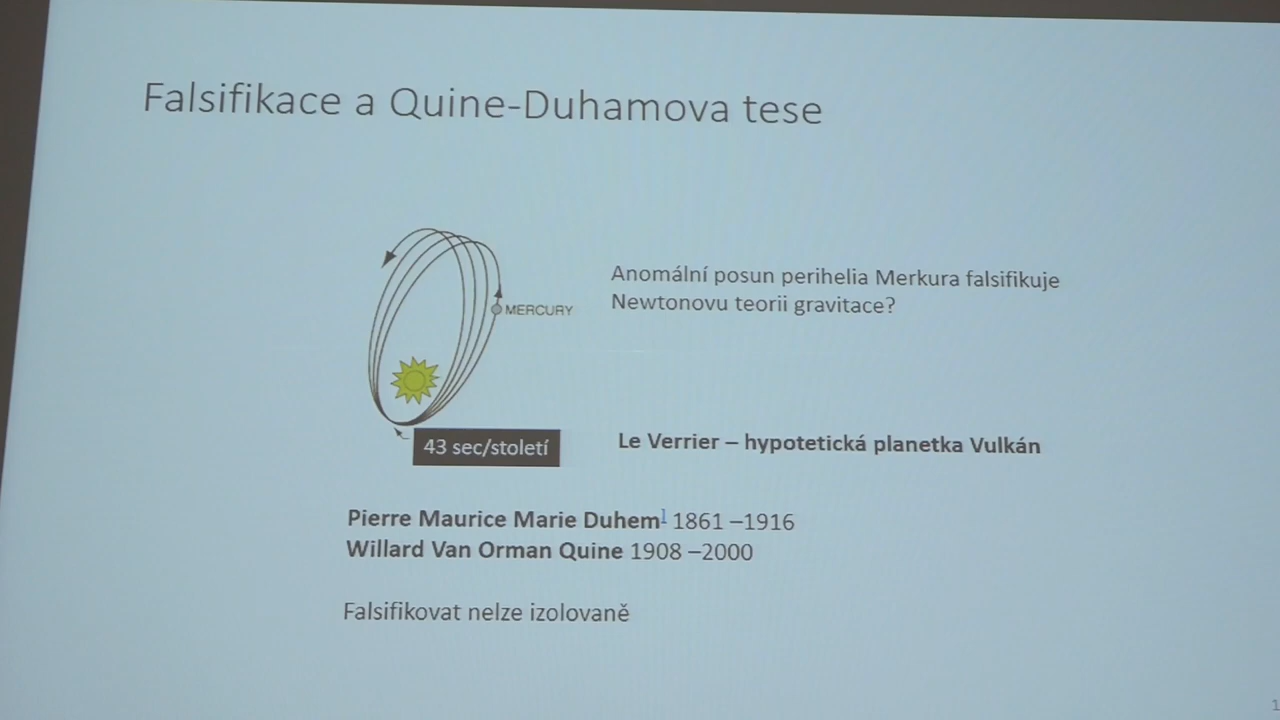 Falsifikace a Quine-Duhamova tese
MERCURY
Anomální posun perihelia Merkura falsifikuje
Newtonovu teorii gravitace?
43 sec/století
Le Verrier – hypotetická planetka Vulkán
Pierre Maurice Marie Duhem¹ 1861 –1916
Willard Van Orman Quine 1908 –2000
Falsifikovat nelze izolovaně